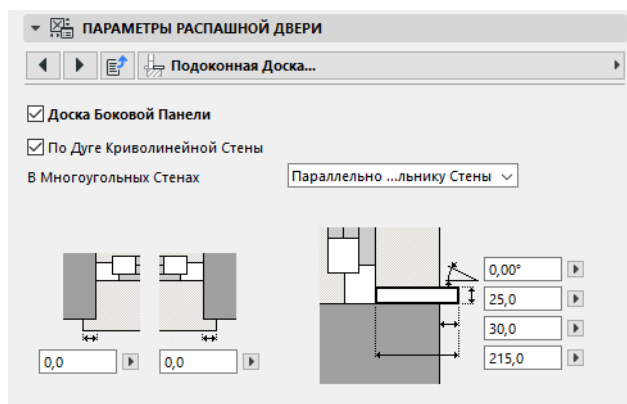 ПАРАМЕТРЫ РАСПАШНОЙ ДВЕРИ
Подоконная Доска...
Доска Боковой Панели
По Дуге Криволинейной Стены
В Многоугольных Стенах Параллельно ...льнику Стены
0,00°
25,0
30,0
215,0
0,0 0,0